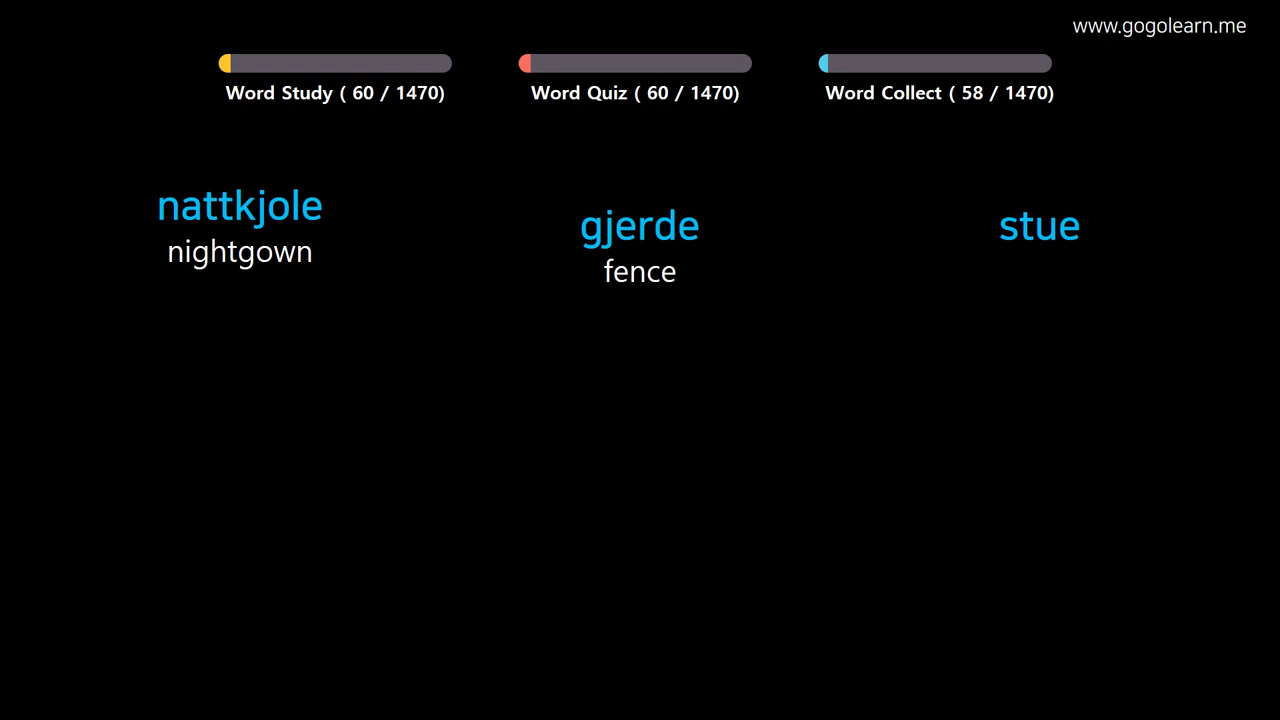 www.gogolearn.me
Word Study ( 60 / 1470)
Word Quiz ( 60 / 1470)
Word Collect ( 58 / 1470)
nattkjole
nightgown
gjerde
fence
stue